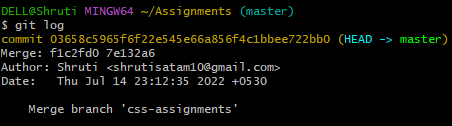 DELL@Shruti MINGW64 ~/Assignments (master)
$ git log
commit 03658c5965f6f22e545e66a856f4c1bbee722bb0 (HEAD -> master)
Merge: f1c2fd0 7e132a6
Author: Shruti <shrutisatam10@gmail.com>
Date:   Thu Jul 14 23:12:35 2022 +0530
    Merge branch 'css-assignments'